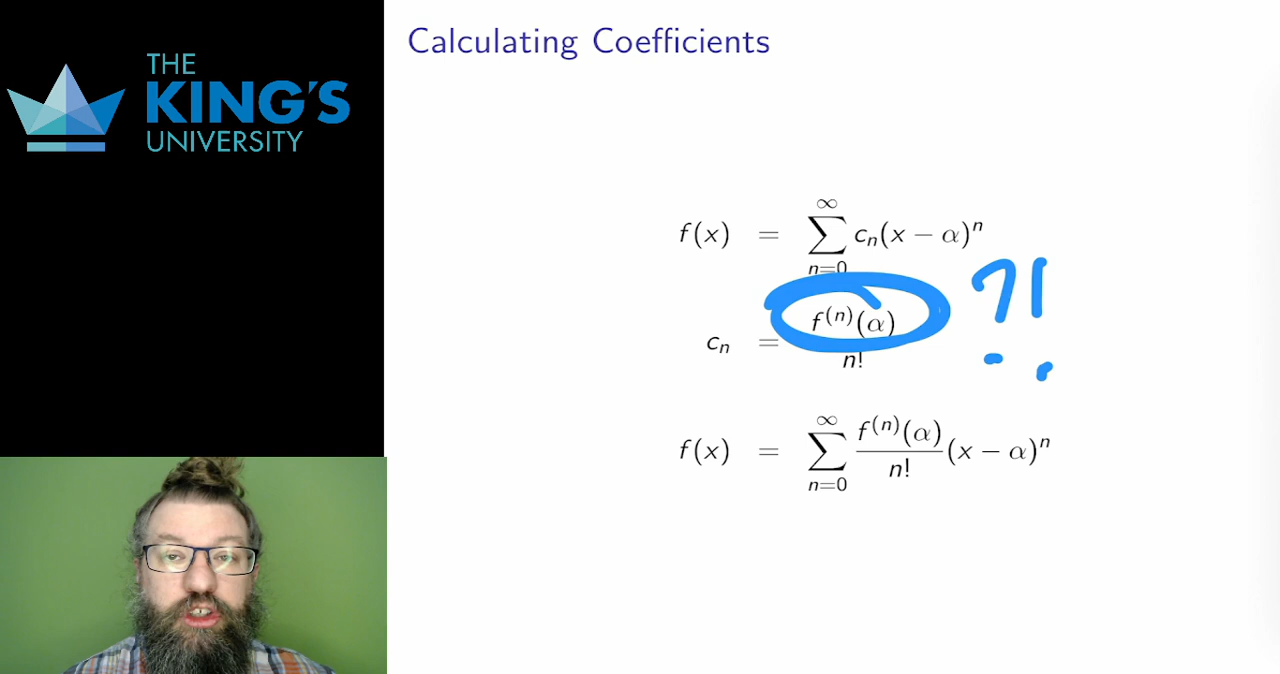 THE
KING'S
UNIVERSITY
Calculating Coefficients
f(x) = ∑_{n=0}^{∞} c_n(x − α)^n
c_n = f^{(n)}(α) / n!
?!
f(x) = ∑_{n=0}^{∞} f^{(n)}(α) / n! (x − α)^n